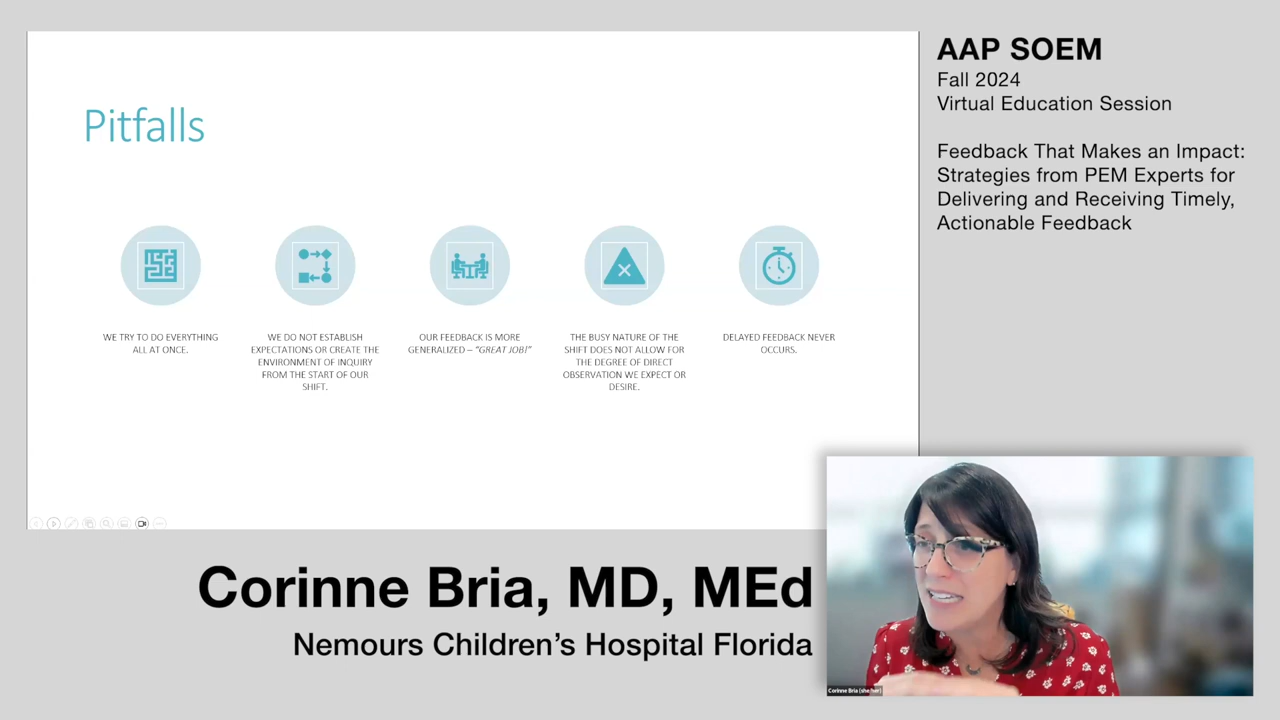 Pitfalls
WE TRY TO DO EVERYTHING
ALL AT ONCE.
WE DO NOT ESTABLISH
EXPECTATIONS OR CREATE THE
ENVIRONMENT OF INQUIRY
FROM THE START OF OUR
SHIFT.
OUR FEEDBACK IS MORE
GENERALIZED – "GREAT JOB!"
THE BUSY NATURE OF THE
SHIFT DOES NOT ALLOW FOR
THE DEGREE OF DIRECT
OBSERVATION WE EXPECT OR
DESIRE.
DELAYED FEEDBACK NEVER
OCCURS.
AAP SOEM
Fall 2024
Virtual Education Session
Feedback That Makes an Impact:
Strategies from PEM Experts for
Delivering and Receiving Timely,
Actionable Feedback
Corinne Bria, MD, MEd
Nemours Children's Hospital Florida
Corinne Bria (she/her)